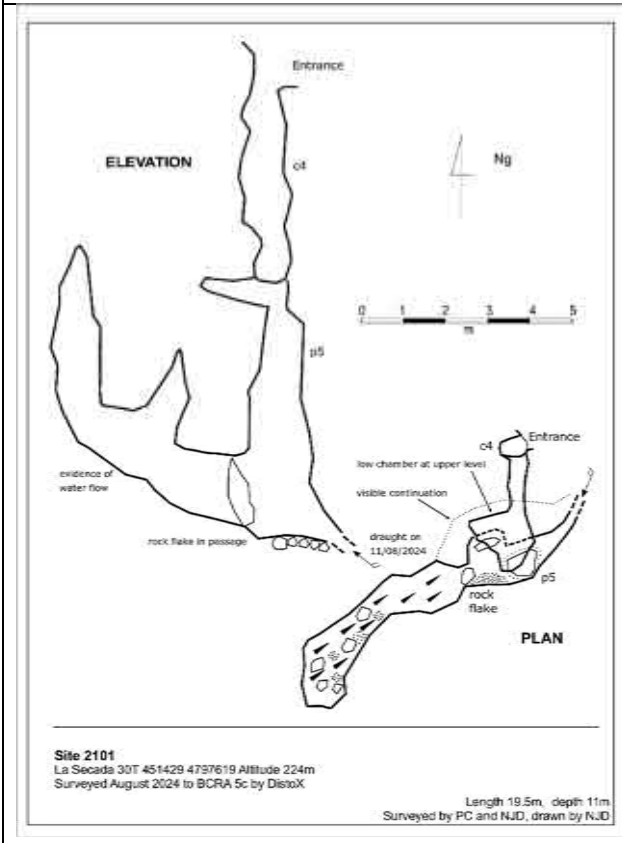 Entrance
ELEVATION
c4
Ng
0 1 2 3 4 5
m
p5
c4
Entrance
low chamber at upper level
evidence of
water flow
visible continuation
rock flake in passage
draught on
11/08/2024
p5
rock
flake
PLAN
Site 2101
La Secada 30T 451429 4797619 Altitude 224m
Surveyed August 2024 to BCRA 5c by DistoX
Length 19.5m, depth 11m
Surveyed by PC and NJD, drawn by NJD